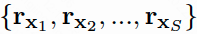 {r_{x_1}, r_{x_2}, ..., r_{x_S}}